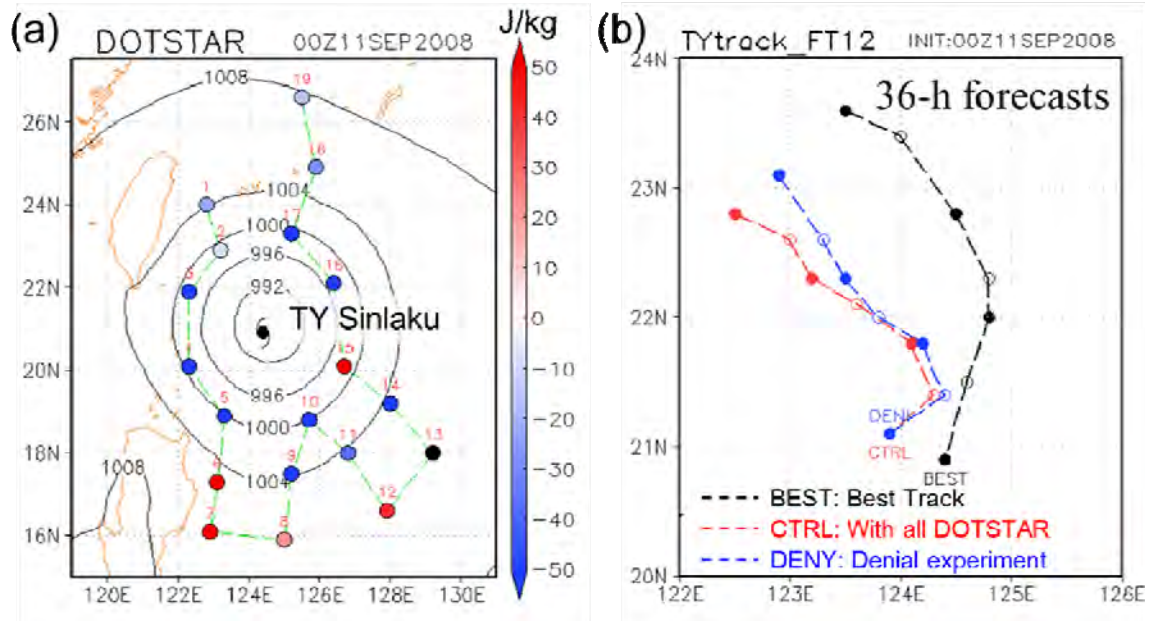 (a)
DOTSTAR
00Z11SEP2008
J/kg
1008
19
18
1
1004
17
2
1000
996
16
3
992
TY Sinlaku
15
996
14
5
10
1000
11
13
1008
6
9
1004
12
7
8
26N
24N
22N
20N
18N
16N
120E
122E
124E
126E
128E
130E
50
40
30
20
10
0
−10
−20
−30
−40
−50
(b)
TYtrack_FT12
INIT:00Z11SEP2008
36-h forecasts
24N
23N
22N
21N
20N
DENY
CTRL
BEST
BEST: Best Track
CTRL: With all DOTSTAR
DENY: Denial experiment
122E
123E
124E
125E
126E